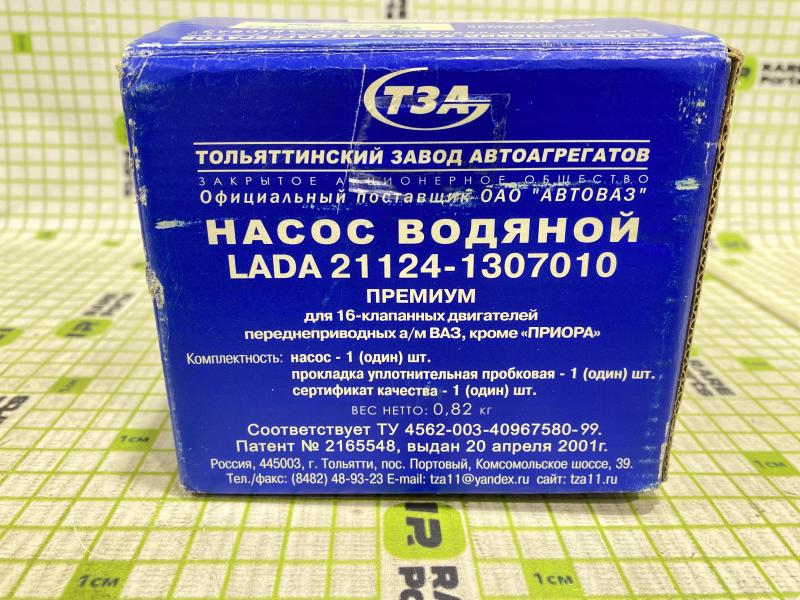 ТЗА
ТОЛЬЯТТИНСКИЙ ЗАВОД АВТОАГРЕГАТОВ
ЗАКРЫТОЕ АКЦИОНЕРНОЕ ОБЩЕСТВО
Официальный поставщик ОАО "АВТОВАЗ"
НАСОС ВОДЯНОЙ
LADA 21124-1307010
ПРЕМИУМ
для 16-клапанных двигателей
переднеприводных а/м ВАЗ, кроме «ПРИОРА»
Комплектность: насос - 1 (один) шт.
прокладка уплотнительная пробковая - 1 (один) шт.
сертификат качества - 1 (один) шт.
ВЕС НЕТТО: 0,82 кг
Соответствует ТУ 4562-003-40967580-99.
Патент № 2165548, выдан 20 апреля 2001г.
Россия, 445003, г. Тольятти, пос. Портовый, Комсомольское шоссе, 39.
Тел./факс: (8482) 48-93-23 E-mail: tza11@yandex.ru сайт: tza11.ru
1см
1см
1см
1см